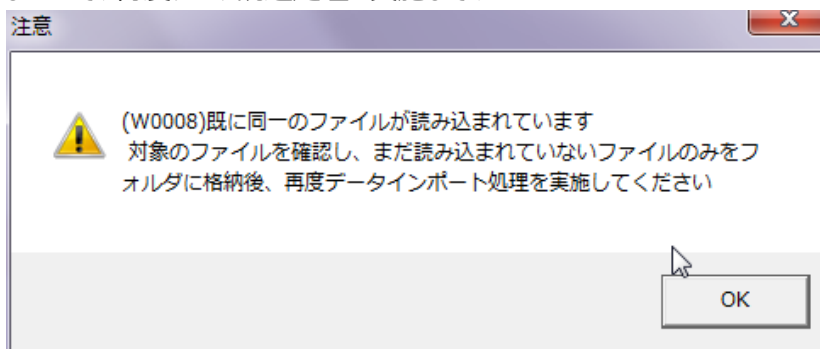 注意
(W0008)既に同一のファイルが読み込まれています
対象のファイルを確認し、まだ読み込まれていないファイルのみをフ
ォルダに格納後、再度データインポート処理を実施してください
OK